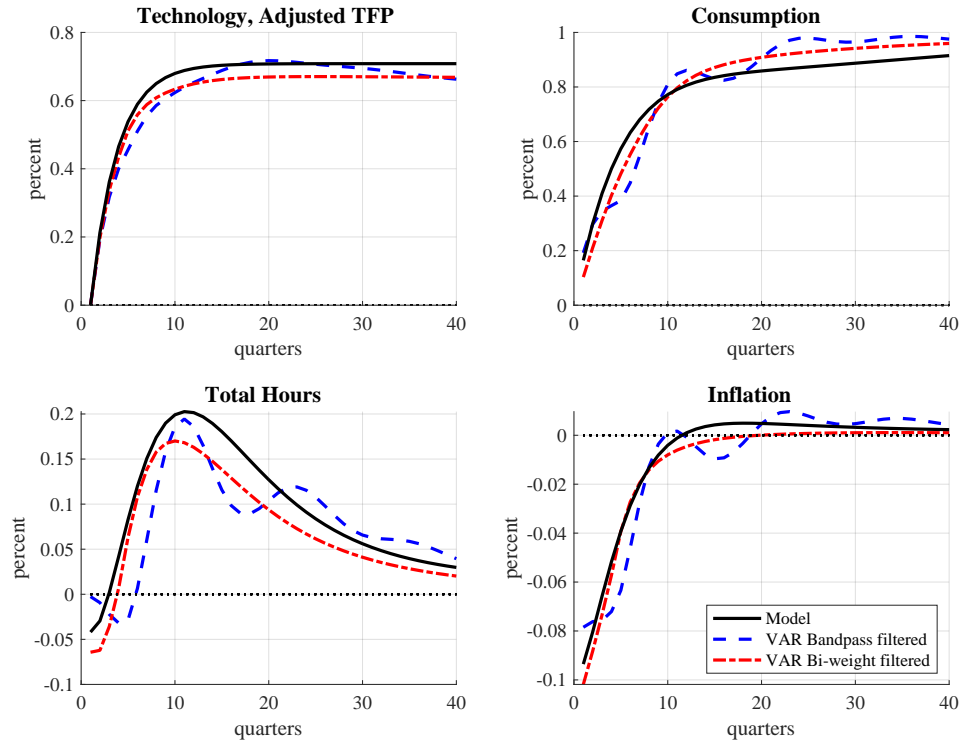 Technology, Adjusted TFP
0.8
0.6
0.4
0.2
0
percent
0 10 20 30 40
quarters
Consumption
1
0.8
0.6
0.4
0.2
0
percent
0 10 20 30 40
quarters
Total Hours
0.2
0.15
0.1
0.05
0
-0.05
-0.1
percent
0 10 20 30 40
quarters
Inflation
0
-0.02
-0.04
-0.06
-0.08
-0.1
percent
Model
VAR Bandpass filtered
VAR Bi-weight filtered
0 10 20 30 40
quarters